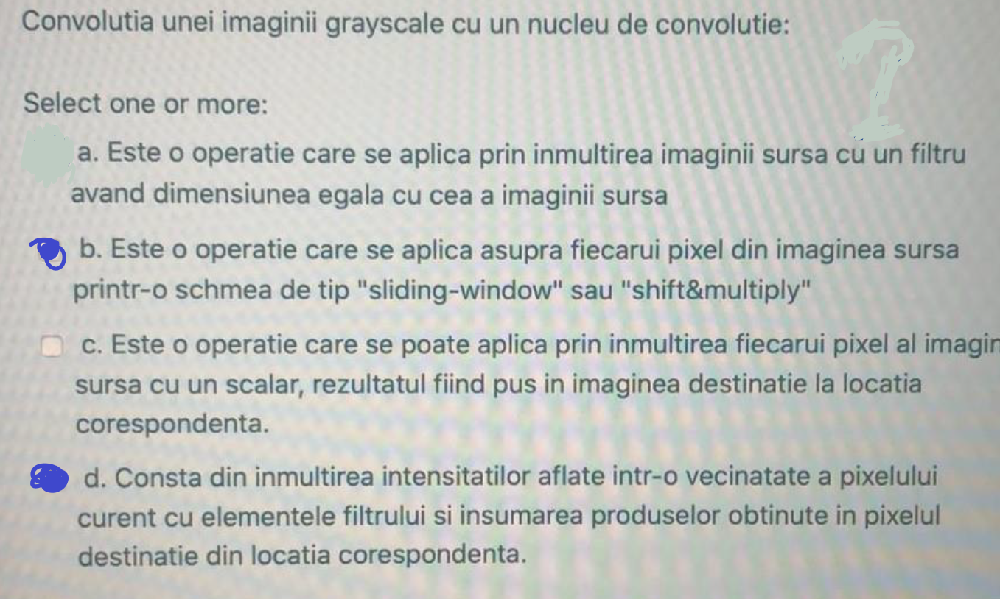 Convolutia unei imaginii grayscale cu un nucleu de convolutie:
Select one or more:
a. Este o operatie care se aplica prin inmultirea imaginii sursa cu un filtru
avand dimensiunea egala cu cea a imaginii sursa
b. Este o operatie care se aplica asupra fiecarui pixel din imaginea sursa
printr-o schmea de tip "sliding-window" sau "shift&multiply"
c. Este o operatie care se poate aplica prin inmultirea fiecarui pixel al imagin
sursa cu un scalar, rezultatul fiind pus in imaginea destinatie la locatia
corespondenta.
d. Consta din inmultirea intensitatilor aflate intr-o vecinatate a pixelului
curent cu elementele filtrului si insumarea produselor obtinute in pixelul
destinatie din locatia corespondenta.